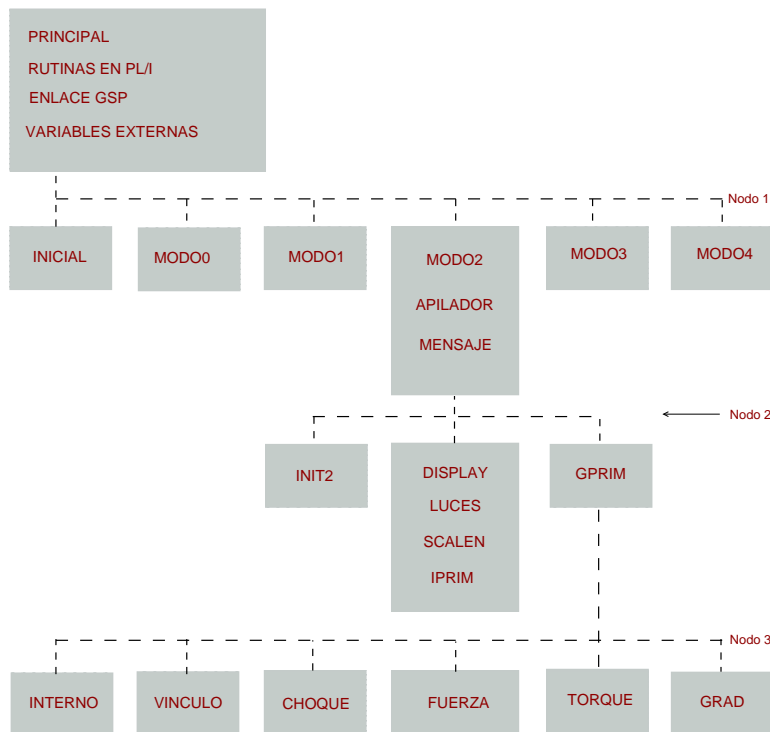 PRINCIPAL
RUTINAS EN PL/I
ENLACE GSP
VARIABLES EXTERNAS
Nodo 1
INICIAL
MODO0
MODO1
MODO2
APILADOR
MENSAJE
MODO3
MODO4
Nodo 2
INIT2
DISPLAY
LUCES
SCALEN
IPRIM
GPRIM
Nodo 3
INTERNO
VINCULO
CHOQUE
FUERZA
TORQUE
GRAD